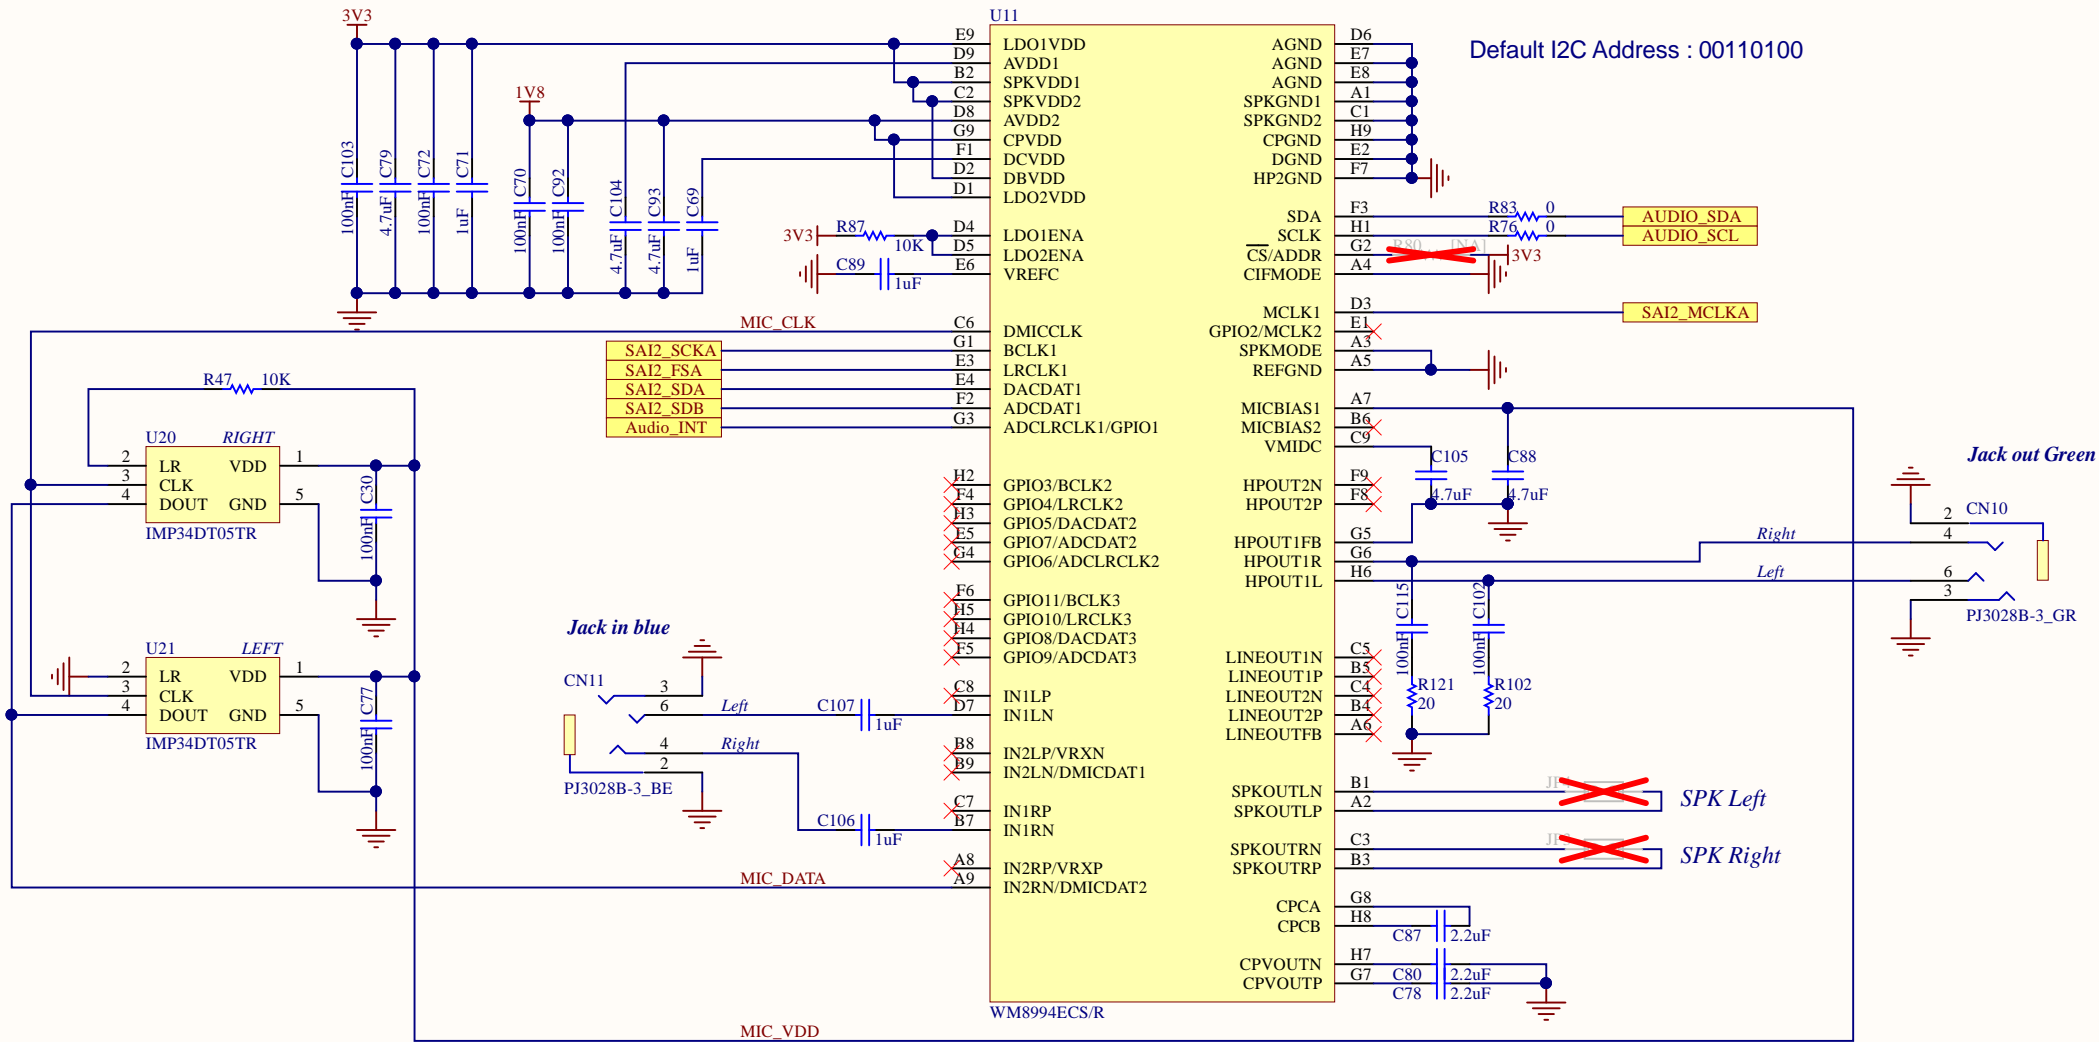 U11
Default I2C Address : 00110100
3V3
1V8
C103
100nF
C79
4.7uF
C72
100nF
C71
1uF
C70
100nF
C92
100nF
C104
4.7uF
C93
4.7uF
C69
1uF
E9 LDO1VDD
D9 AVDD1
B2 SPKVDD1
C2 SPKVDD2
D8 AVDD2
G9 CPVDD
F1 DCVDD
D2 DBVDD
D1 LDO2VDD
3V3 R87 10K
D4 LDO1ENA
D5 LDO2ENA
C89 1uF
E6 VREFC
MIC_CLK
C6 DMICCLK
SAI2_SCKA G1 BCLK1
SAI2_FSA E3 LRCLK1
SAI2_SDA E4 DACDAT1
SAI2_SDB F2 ADCDAT1
Audio_INT G3 ADCLRCLK1/GPIO1
H2 GPIO3/BCLK2
F4 GPIO4/LRCLK2
H3 GPIO5/DACDAT2
E5 GPIO7/ADCDAT2
G4 GPIO6/ADCLRCLK2
F6 GPIO11/BCLK3
H5 GPIO10/LRCLK3
H4 GPIO8/DACDAT3
F5 GPIO9/ADCDAT3
C8 IN1LP
D7 IN1LN
B8 IN2LP/VRXN
B9 IN2LN/DMICDAT1
C7 IN1RP
B7 IN1RN
A8 IN2RP/VRXP
MIC_DATA
A9 IN2RN/DMICDAT2
AGND D6
AGND E7
AGND E8
SPKGND1 A1
SPKGND2 C1
CPGND H9
DGND E2
HP2GND F7
SDA F3 R83 0 AUDIO_SDA
SCLK H1 R76 0 AUDIO_SCL
CS/ADDR G2 R80 [NA] 3V3
CIFMODE A4
MCLK1 D3 SAI2_MCLKA
GPIO2/MCLK2 E1
SPKMODE A3
REFGND A5
MICBIAS1 A7
MICBIAS2 B6
VMIDC C9
C105
4.7uF
C88
4.7uF
HPOUT2N F9
HPOUT2P F8
HPOUT1FB G5
HPOUT1R G6
HPOUT1L H6
Right
Left
C115
100nF
C102
100nF
R121
20
R102
20
Jack out Green
2 CN10
4
6
3
PJ3028B-3_GR
LINEOUT1N C5
LINEOUT1P B5
LINEOUT2N C4
LINEOUT2P B4
LINEOUTFB A6
SPKOUTLN B1
SPKOUTLP A2
SPK Left
SPKOUTRN C3
SPKOUTRP B3
SPK Right
CPCA G8
CPCB H8
C87 2.2uF
CPVOUTN H7
CPVOUTP G7
C80 2.2uF
C78 2.2uF
WM8994ECS/R
R47 10K
U20 RIGHT
2 LR VDD 1
3 CLK
4 DOUT GND 5
IMP34DT05TR
C30
100nF
U21 LEFT
2 LR VDD 1
3 CLK
4 DOUT GND 5
IMP34DT05TR
C77
100nF
Jack in blue
CN11
3
6
4
2
PJ3028B-3_BE
Left
Right
C107
1uF
C106
1uF
MIC_VDD